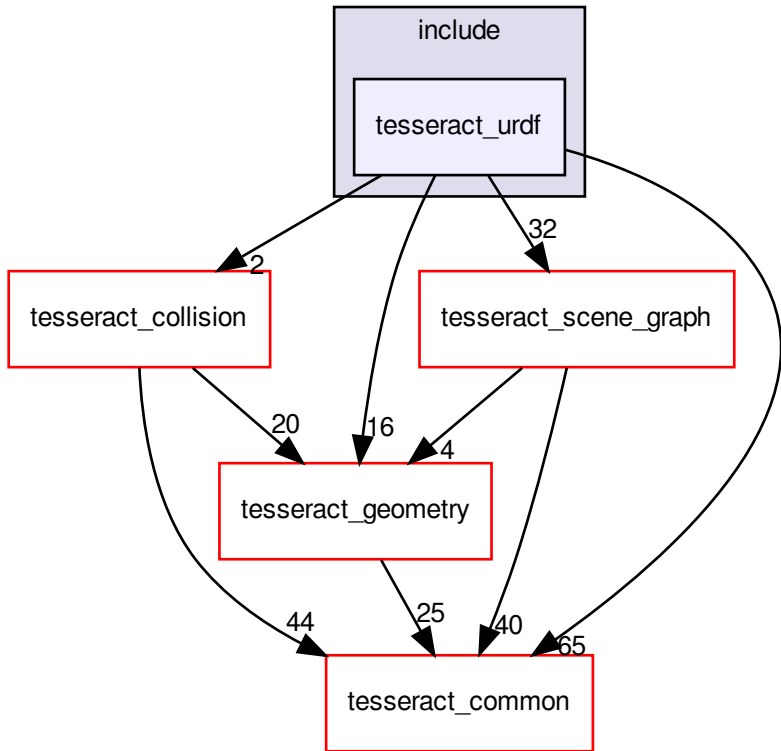 include
tesseract_urdf
32
2
tesseract_collision
tesseract_scene_graph
20
16
4
tesseract_geometry
44
25
40
65
tesseract_common